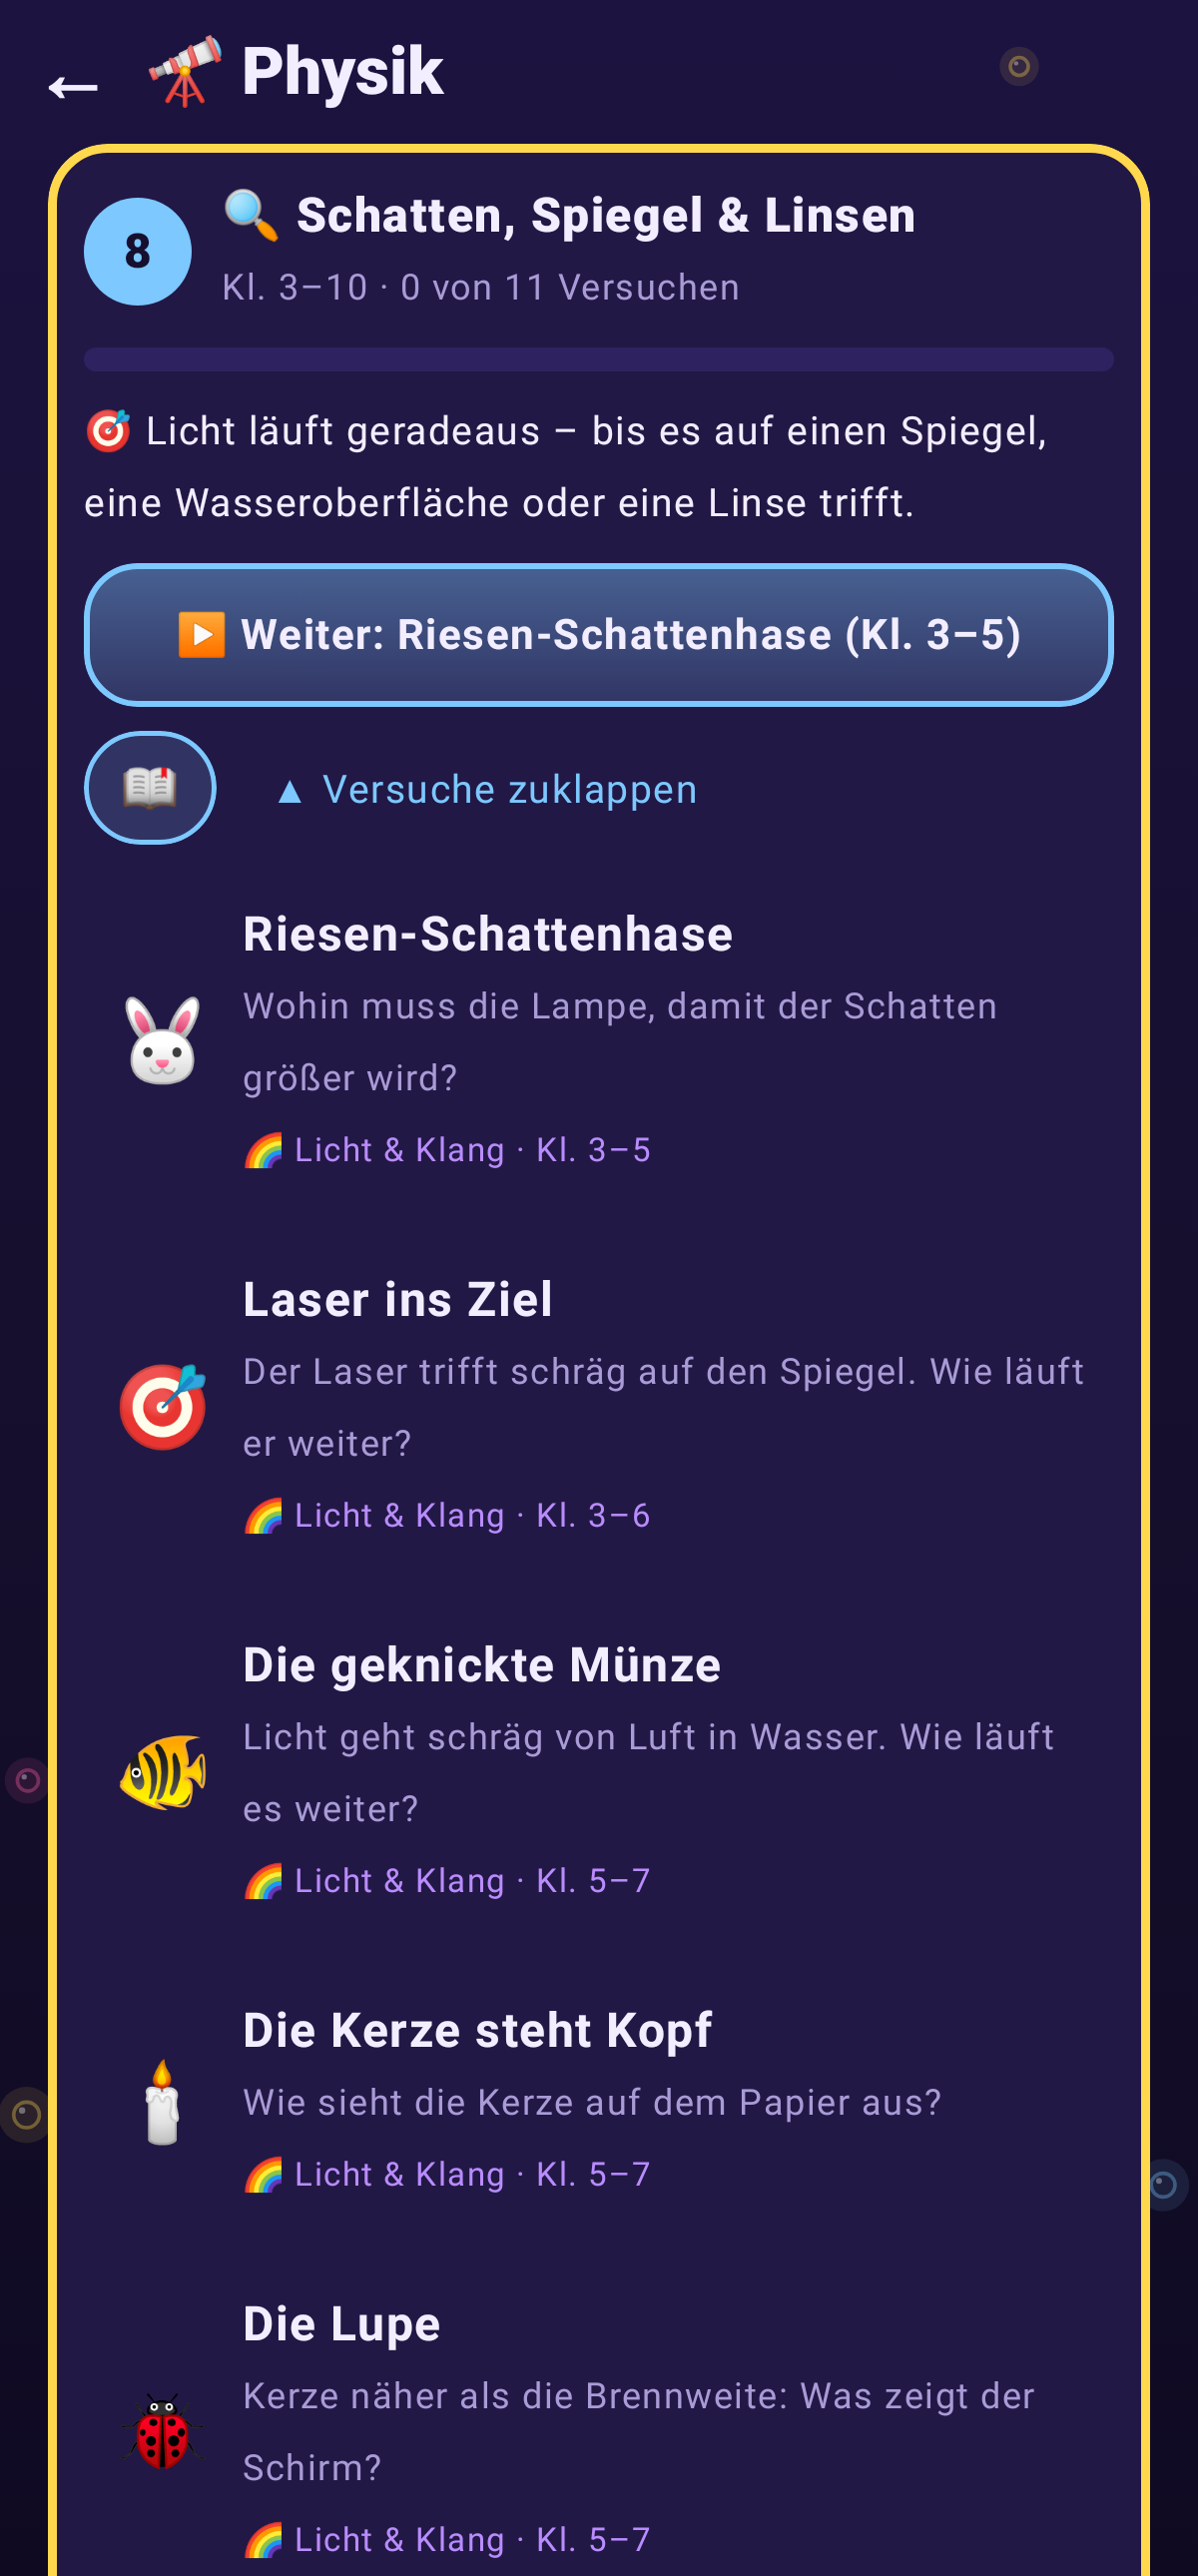 ← Physik
8
Schatten, Spiegel & Linsen
Kl. 3–10 · 0 von 11 Versuchen
Licht läuft geradeaus – bis es auf einen Spiegel,
eine Wasseroberfläche oder eine Linse trifft.
Weiter: Riesen-Schattenhase (Kl. 3–5)
▲ Versuche zuklappen
Riesen-Schattenhase
Wohin muss die Lampe, damit der Schatten
größer wird?
Licht & Klang · Kl. 3–5
Laser ins Ziel
Der Laser trifft schräg auf den Spiegel. Wie läuft
er weiter?
Licht & Klang · Kl. 3–6
Die geknickte Münze
Licht geht schräg von Luft in Wasser. Wie läuft
es weiter?
Licht & Klang · Kl. 5–7
Die Kerze steht Kopf
Wie sieht die Kerze auf dem Papier aus?
Licht & Klang · Kl. 5–7
Die Lupe
Kerze näher als die Brennweite: Was zeigt der
Schirm?
Licht & Klang · Kl. 5–7